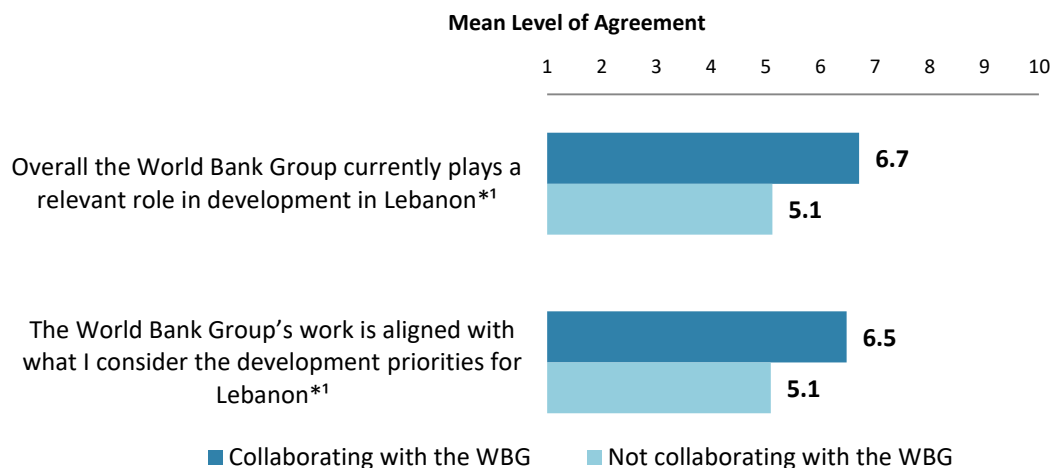 Mean Level of Agreement
1 2 3 4 5 6 7 8 9 10
Overall the World Bank Group currently plays a
relevant role in development in Lebanon*¹
6.7
5.1
The World Bank Group’s work is aligned with
what I consider the development priorities for
Lebanon*¹
6.5
5.1
Collaborating with the WBG Not collaborating with the WBG